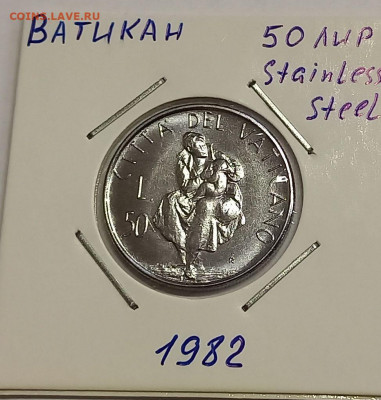 COINS.LAVE.RU
ВАТИКАН
50 ЛИР
Stainless
Steel
CITTA' DEL VATICANO
L
50
R
1982